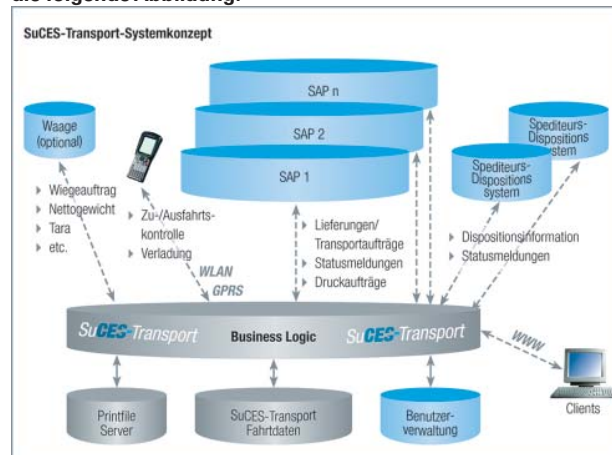 die folgende Abbildung:
SuCES-Transport-Systemkonzept
SAP n
SAP 2
SAP 1
Waage
(optional)
Spediteurs-
Dispositions
system
Spediteurs-
Dispositions
system
Wiegeauftrag
Nettogewicht
Tara
etc.
Zu-/Ausfahrts-
kontrolle
Verladung
WLAN
GPRS
Lieferungen/
Transportaufträge
Statusmeldungen
Druckaufträge
Dispositionsinformation
Statusmeldungen
SuCES-Transport
Business Logic
SuCES-Transport
WWW
Clients
Printfile
Server
SuCES-Transport
Fahrtdaten
Benutzer-
verwaltung